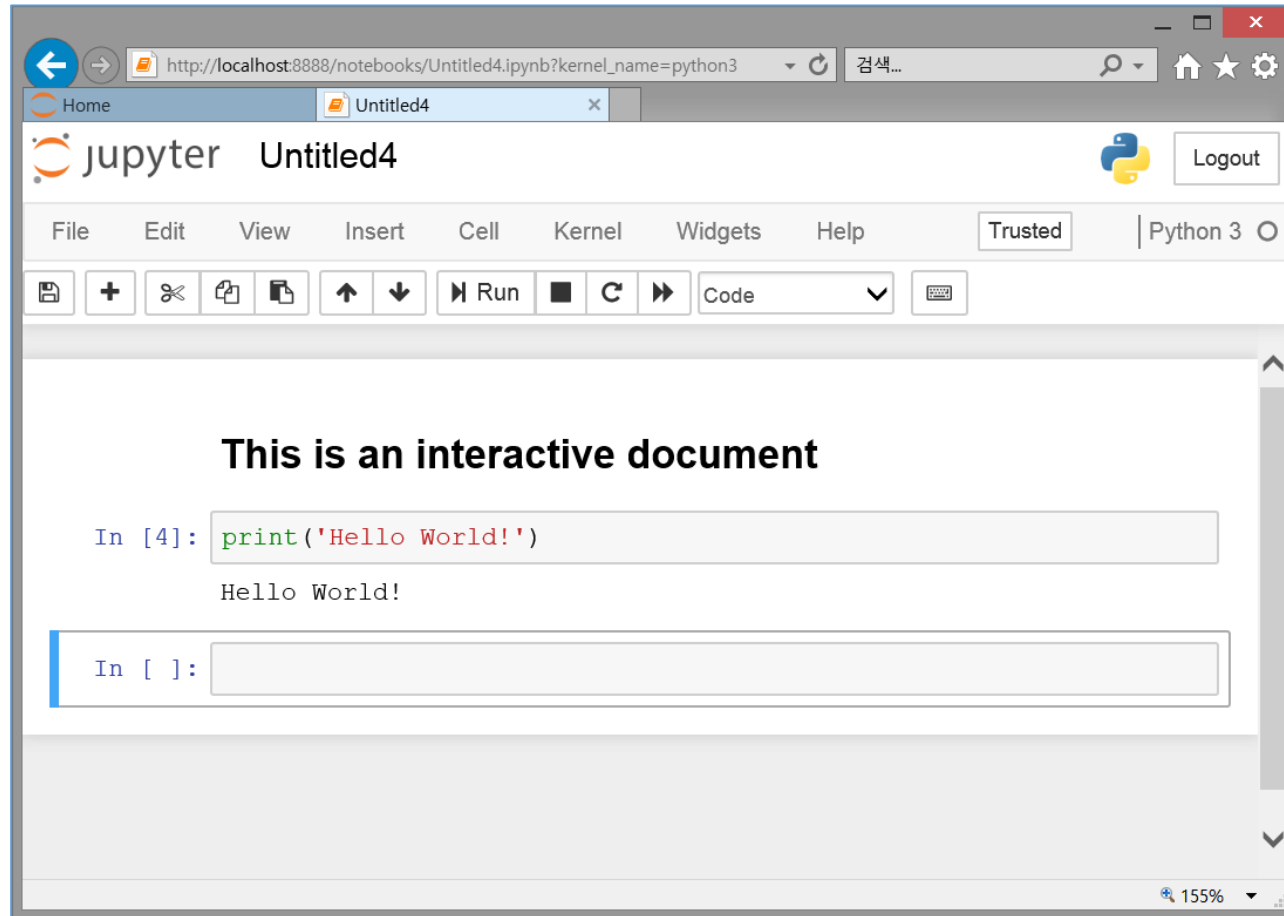 http://localhost:8888/notebooks/Untitled4.ipynb?kernel_name=python3 검색...
Home Untitled4
jupyter Untitled4 Logout
File Edit View Insert Cell Kernel Widgets Help Trusted Python 3
Run Code
This is an interactive document
In [4]: print('Hello World!')
Hello World!
In [ ]:
155%